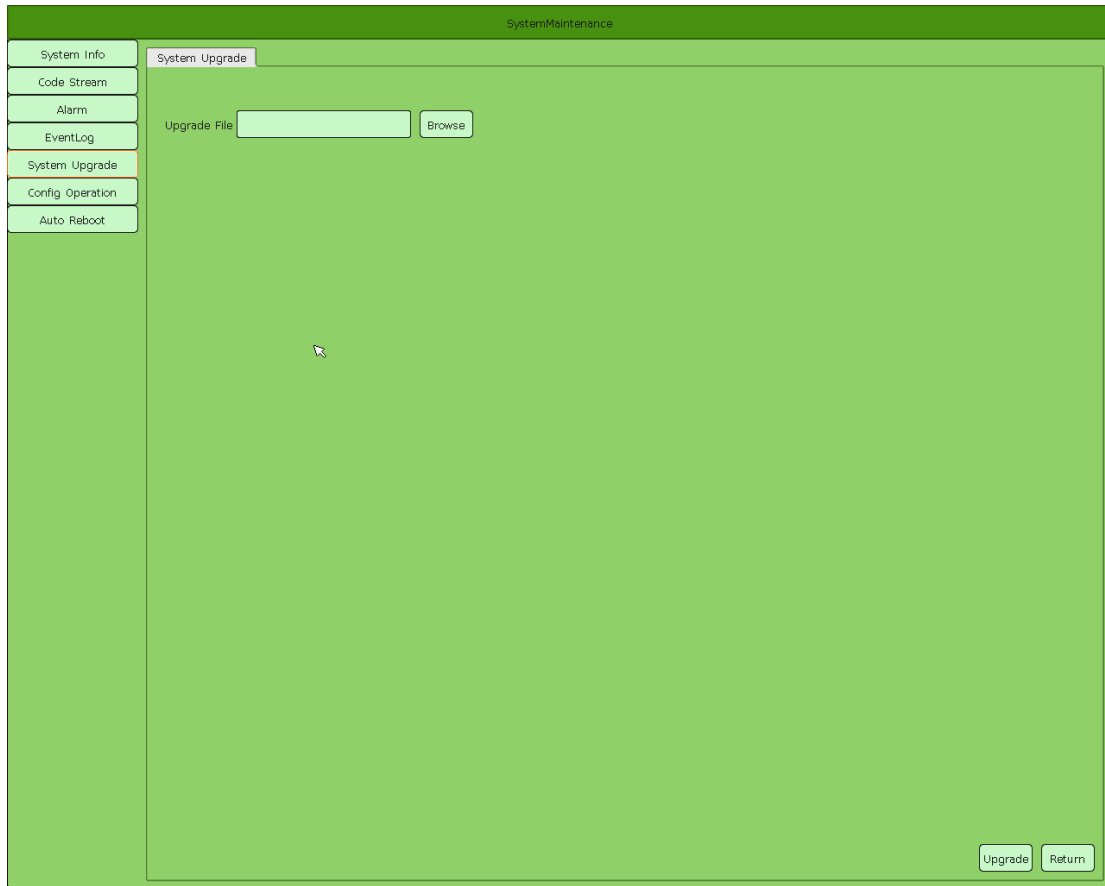 SystemMaintenance
System Info
Code Stream
Alarm
EventLog
System Upgrade
Config Operation
Auto Reboot
System Upgrade
Upgrade File
Browse
Upgrade
Return